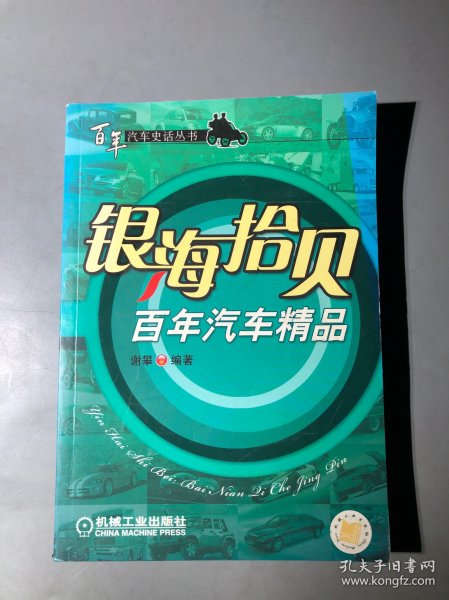 百年汽车史话丛书
银海拾贝
百年汽车精品
谢攀 编著
Yin Hai Shi Bei: Bai Nian Qi Che Jing Pin
机械工业出版社
CHINA MACHINE PRESS
孔夫子旧书网
www.kongfz.com